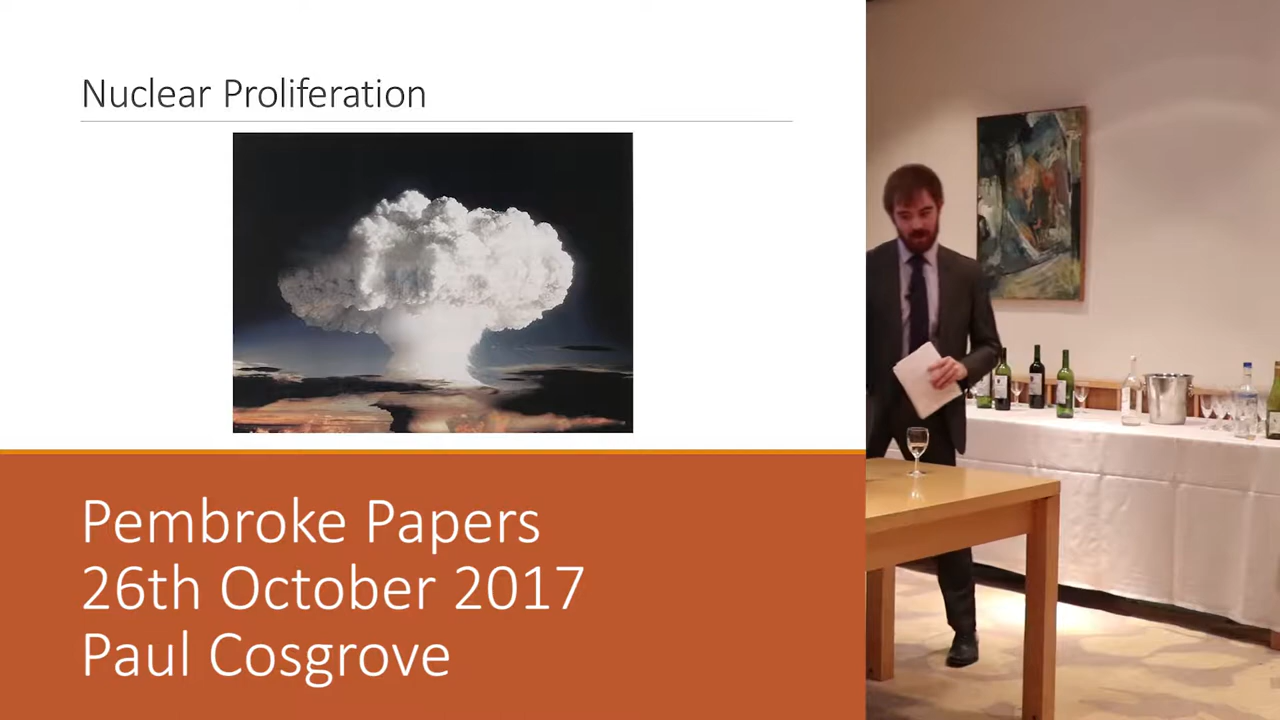 Nuclear Proliferation
Pembroke Papers
26th October 2017
Paul Cosgrove